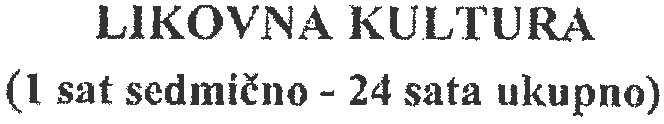 LIKOVNA KULTURA
(1 sat sedmično - 24 sata ukupno)